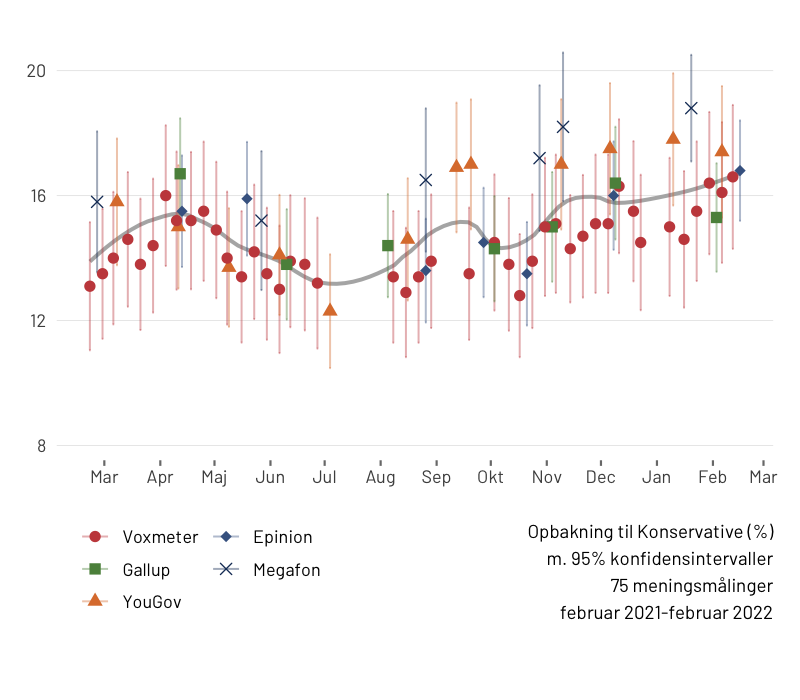 20
16
12
8
Mar Apr Maj Jun Jul Aug Sep Okt Nov Dec Jan Feb Mar
Voxmeter Epinion
Gallup Megafon
YouGov
Opbakning til Konservative (%)
m. 95% konfidensintervaller
75 meningsmålinger
februar 2021-februar 2022